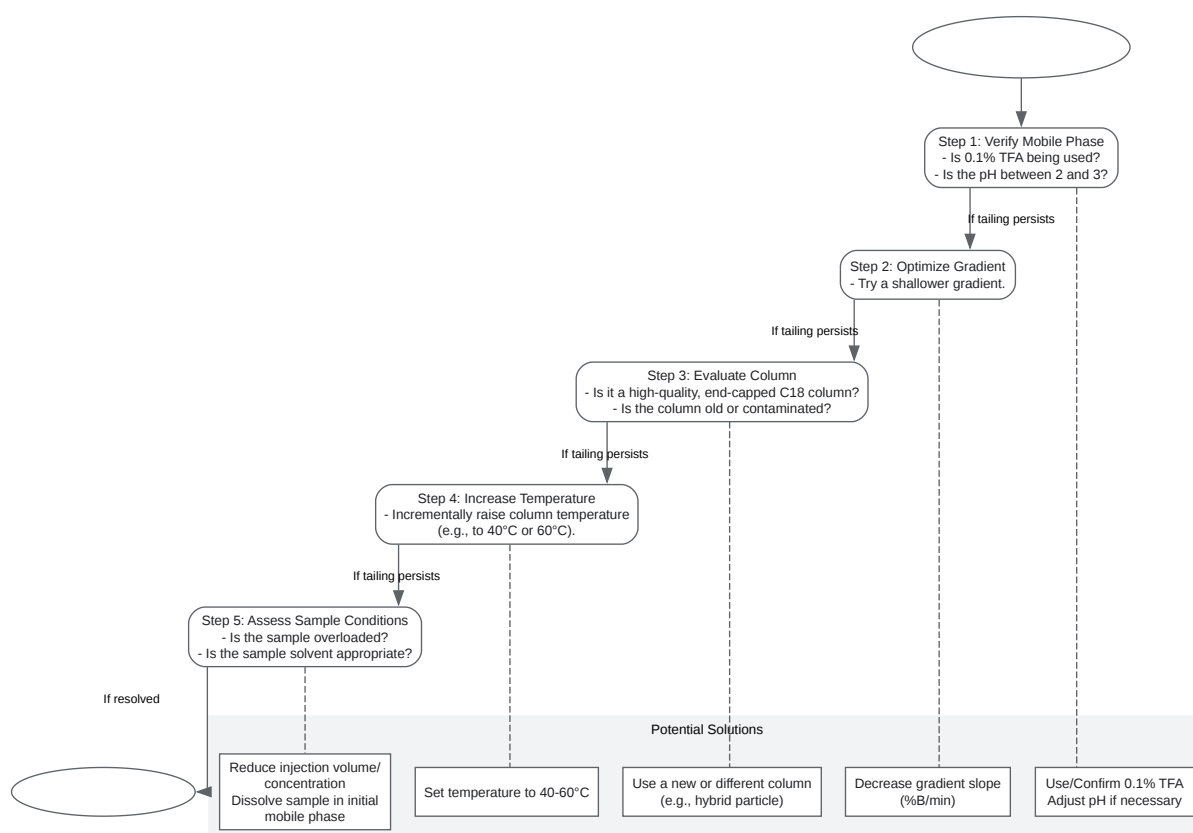 Step 1: Verify Mobile Phase
- Is 0.1% TFA being used?
- Is the pH between 2 and 3?
If tailing persists
Step 2: Optimize Gradient
- Try a shallower gradient.
If tailing persists
Step 3: Evaluate Column
- Is it a high-quality, end-capped C18 column?
- Is the column old or contaminated?
If tailing persists
Step 4: Increase Temperature
- Incrementally raise column temperature
(e.g., to 40°C or 60°C).
If tailing persists
Step 5: Assess Sample Conditions
- Is the sample overloaded?
- Is the sample solvent appropriate?
If resolved
Potential Solutions
Reduce injection volume/
concentration
Dissolve sample in initial
mobile phase
Set temperature to 40-60°C
Use a new or different column
(e.g., hybrid particle)
Decrease gradient slope
(%B/min)
Use/Confirm 0.1% TFA
Adjust pH if necessary